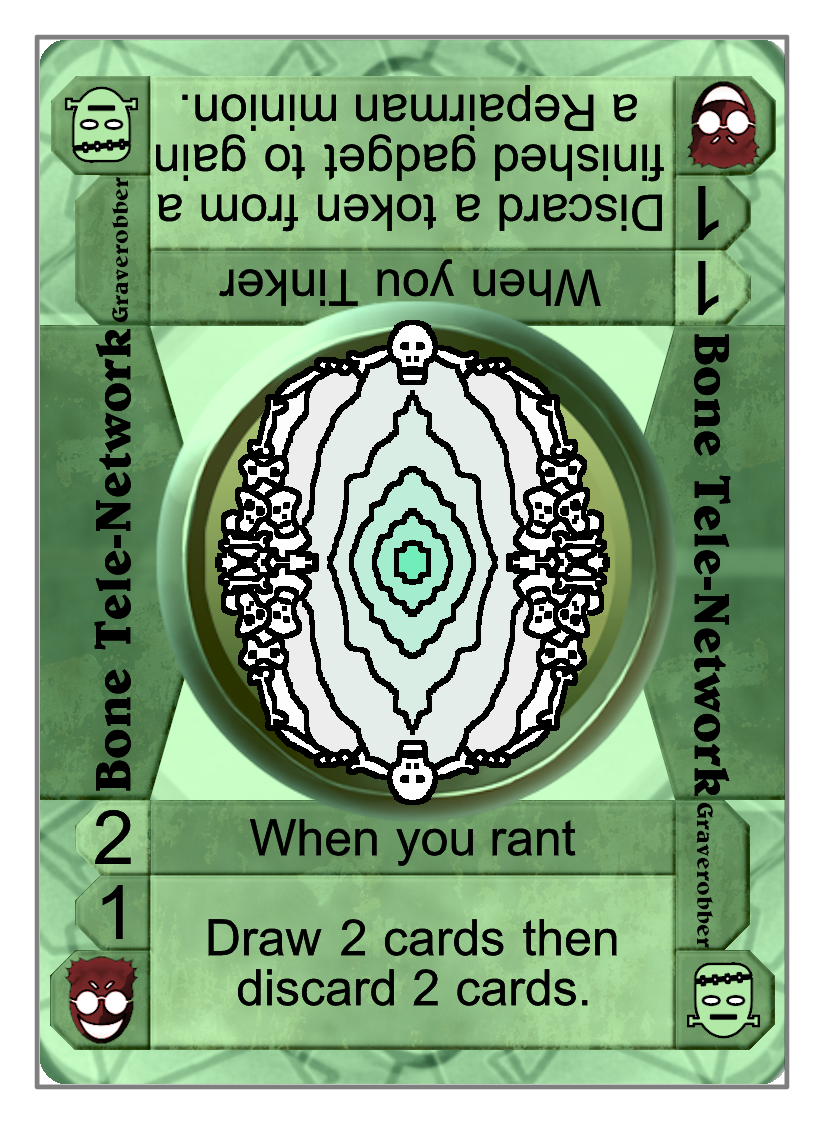 a Repairman minion.
finished gadget to gain
Discard a token from a
When you Tinker
1
1
Graverobber
Bone Tele-Network
Bone Tele-Network
Graverobber
2
When you rant
1
Draw 2 cards then
discard 2 cards.